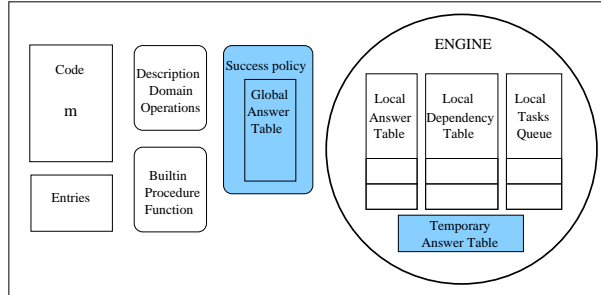 Code
m
Entries
Description
Domain
Operations
Builtin
Procedure
Function
Success policy
Global
Answer
Table
ENGINE
Local
Answer
Table
Local
Dependency
Table
Local
Tasks
Queue
Temporary
Answer Table